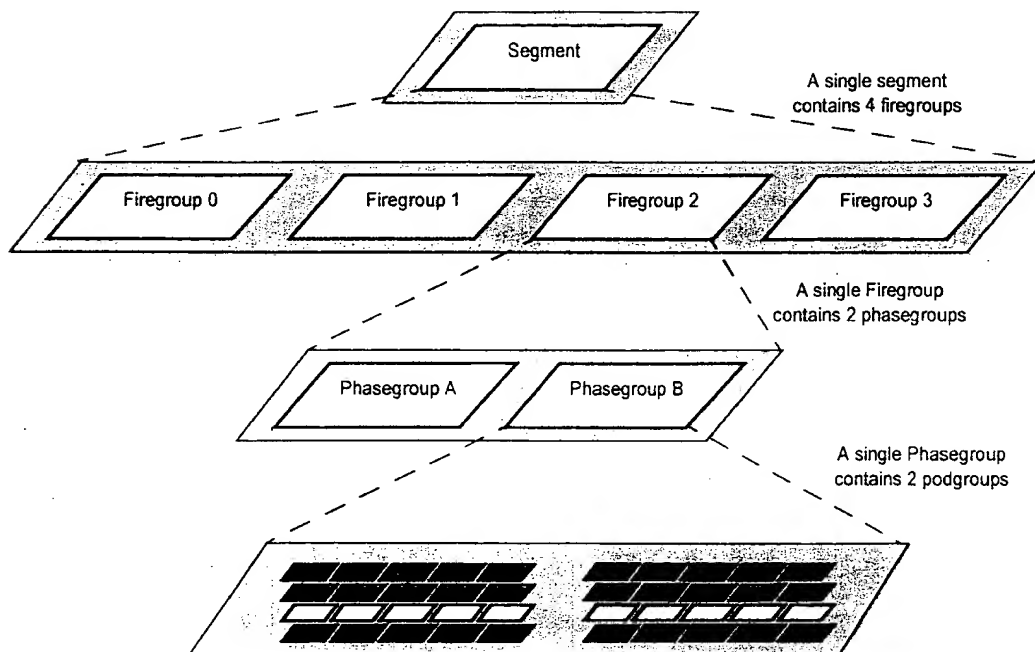 Segment
A single segment
contains 4 firegroups
Firegroup 0
Firegroup 1
Firegroup 2
Firegroup 3
A single Firegroup
contains 2 phasegroups
Phasegroup A
Phasegroup B
A single Phasegroup
contains 2 podgroups